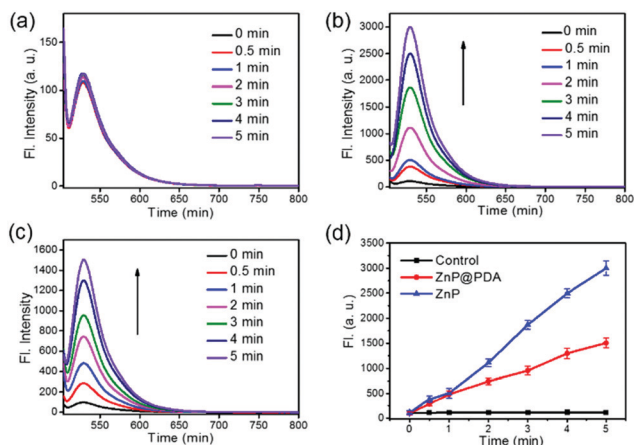 (a)
0 min
0.5 min
1 min
2 min
3 min
4 min
5 min
Fl. Intensity (a. u.)
150
100
50
0
550 600 650 700 750 800
Time (min)
(b)
0 min
0.5 min
1 min
2 min
3 min
4 min
5 min
Fl. Intensity (a. u.)
3000
2500
2000
1500
1000
500
0
550 600 650 700 750 800
Time (min)
(c)
0 min
0.5 min
1 min
2 min
3 min
4 min
5 min
Fl. Intensity
1600
1400
1200
1000
800
600
400
200
0
550 600 650 700 750 800
Time (min)
(d)
Control
ZnP@PDA
ZnP
Fl. (a. u.)
3500
3000
2500
2000
1500
1000
500
0
0 1 2 3 4 5
Time (min)